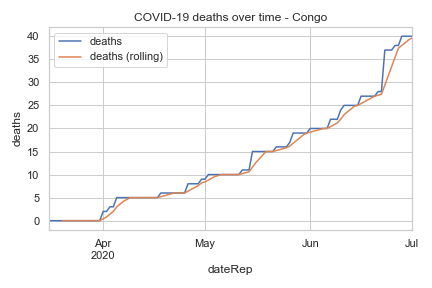 COVID-19 deaths over time - Congo
deaths
deaths (rolling)
40
35
30
25
20
15
10
5
0
deaths
Apr
2020
May
Jun
Jul
dateRep